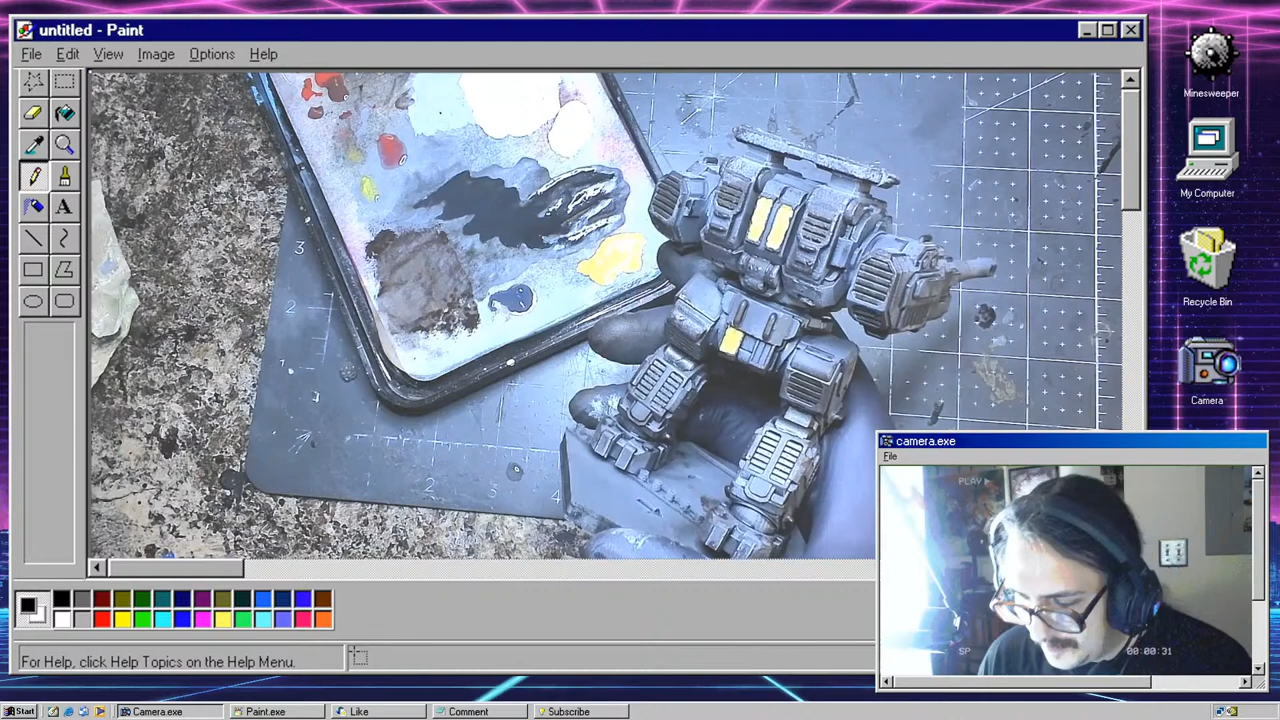 untitled - Paint
File Edit View Image Options Help
Minesweeper
My Computer
Recycle Bin
Camera
3
2
1
1 2 3 4
camera.exe
File
PLAY
SP 00:00:31
For Help, click Help Topics on the Help Menu.
Start Camera.exe Paint.exe Like Comment Subscribe